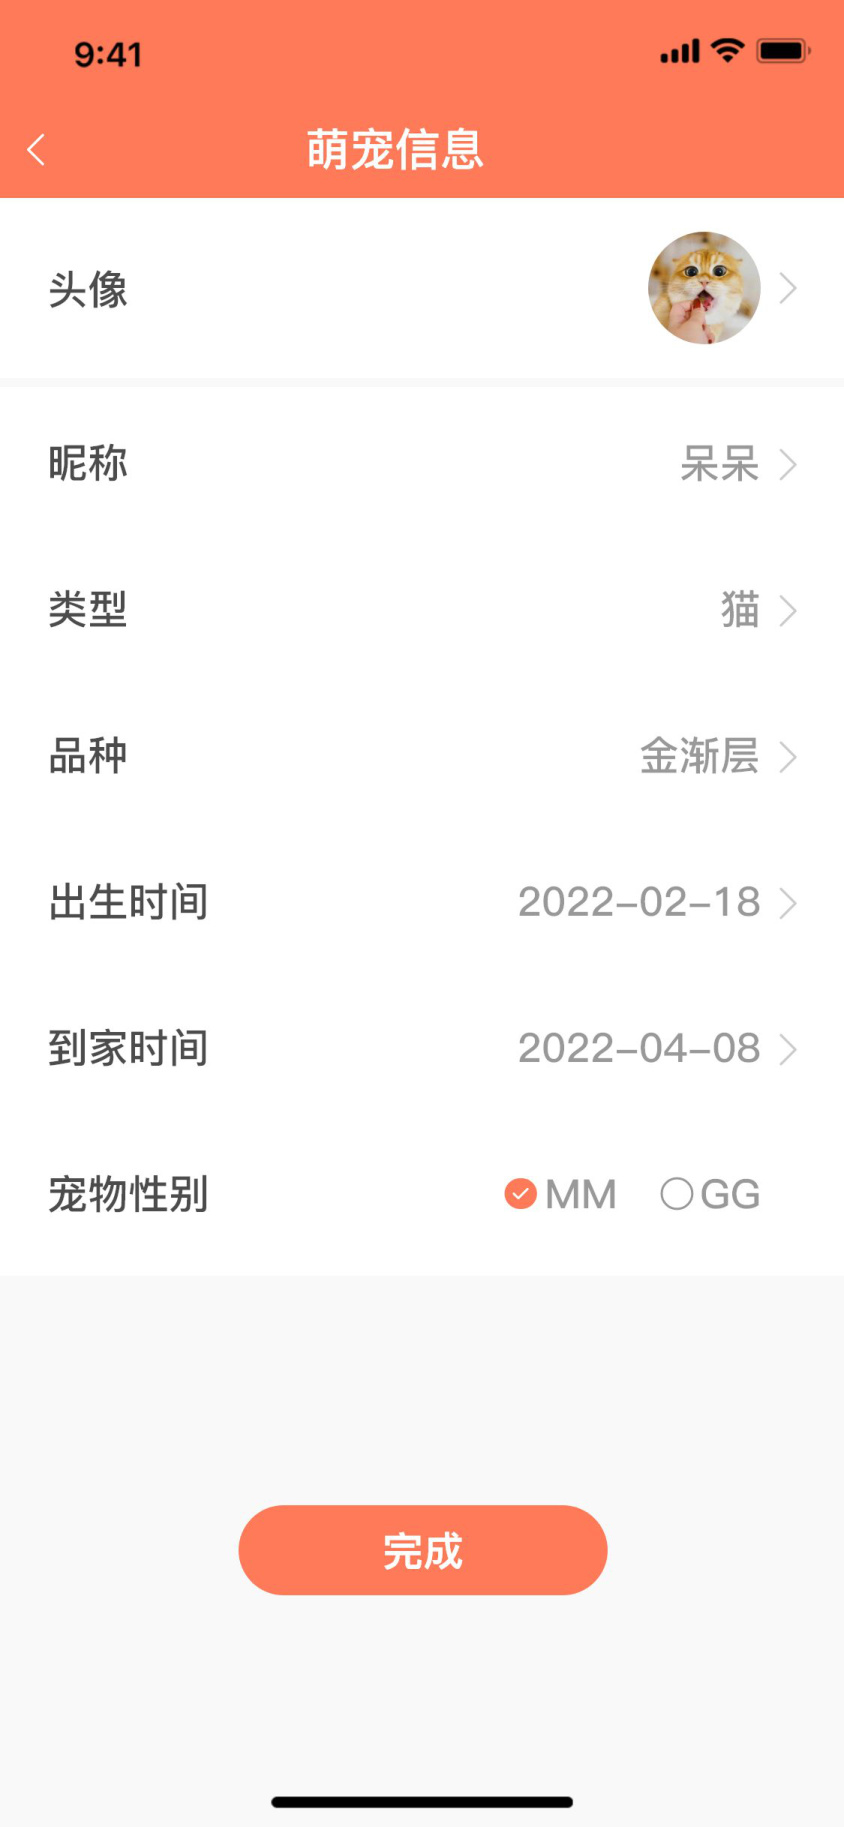 9:41
萌宠信息
头像
昵称 呆呆
类型 猫
品种 金渐层
出生时间 2022-02-18
到家时间 2022-04-08
宠物性别 MM GG
完成